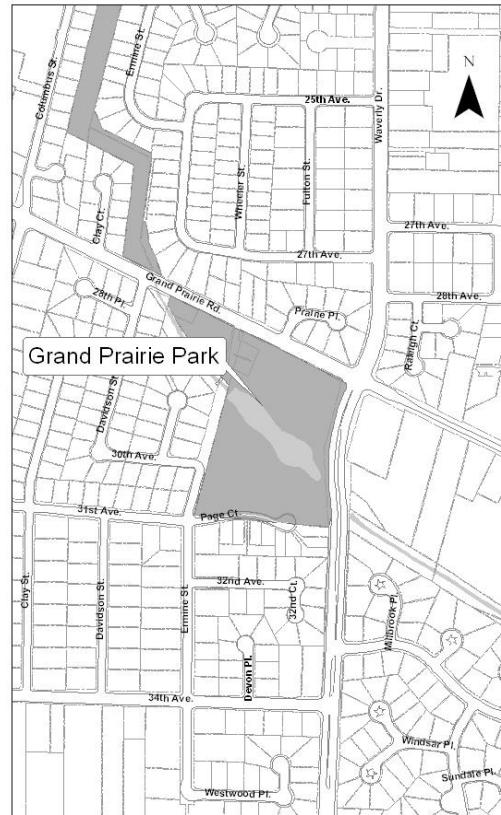 Columbus St.
Ermine St.
Waverly Dr.
N
25th Ave.
Wheeler St.
Fulton St.
Clay Ct.
27th Ave.
27th Ave.
Grand Prairie Rd.
28th Pl.
28th Ave.
Prairie Pl.
Raleigh Ct.
Grand Prairie Park
Davidson St.
30th Ave.
31st Ave.
Page Ct.
Clay St.
Davidson St.
Ermine St.
32nd Ave.
32nd Ct.
Millbrook Pl.
Devon Pl.
34th Ave.
Windsar Pl.
Sundale Pl.
Westwood Pl.